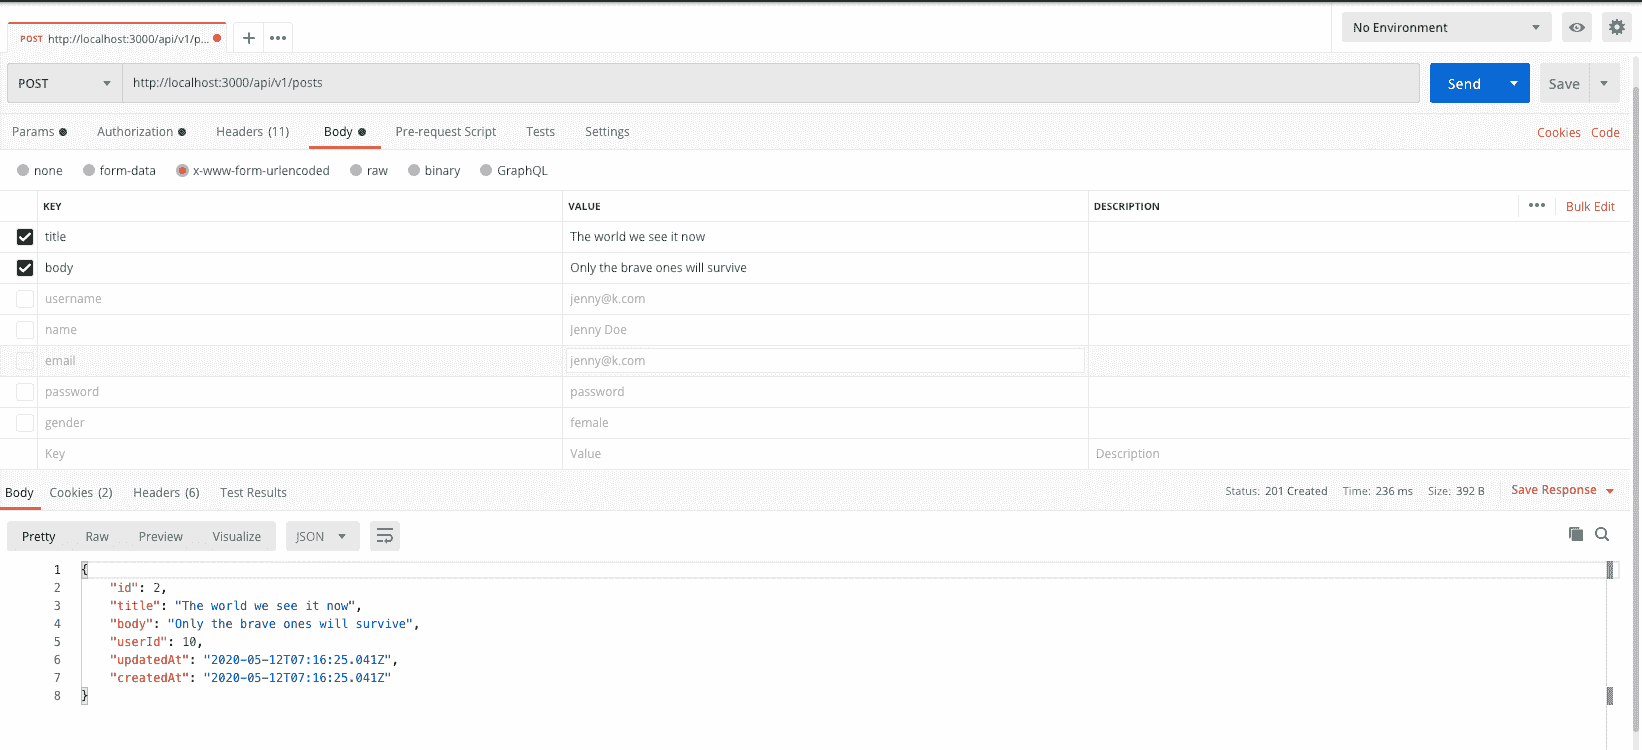 POST http://localhost:3000/api/v1/p... + ••• No Environment
POST http://localhost:3000/api/v1/posts Send Save
Params Authorization Headers (11) Body Pre-request Script Tests Settings Cookies Code
none form-data x-www-form-urlencoded raw binary GraphQL
KEY VALUE DESCRIPTION ••• Bulk Edit
title The world we see it now
body Only the brave ones will survive
username jenny@k.com
name Jenny Doe
email jenny@k.com
password password
gender female
Key Value Description
Body Cookies (2) Headers (6) Test Results Status: 201 Created Time: 236 ms Size: 392 B Save Response
Pretty Raw Preview Visualize JSON
1 {
2 "id": 2,
3 "title": "The world we see it now",
4 "body": "Only the brave ones will survive",
5 "userId": 10,
6 "updatedAt": "2020-05-12T07:16:25.041Z",
7 "createdAt": "2020-05-12T07:16:25.041Z"
8 }